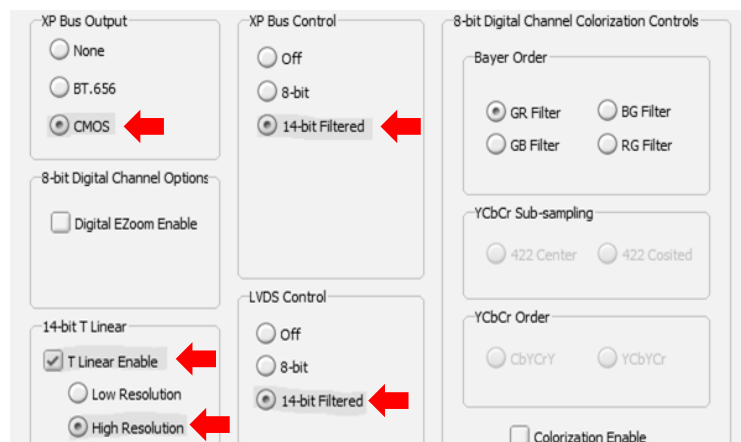 XP Bus Output
None
BT.656
CMOS
8-bit Digital Channel Options
Digital EZoom Enable
14-bit T Linear
T Linear Enable
Low Resolution
High Resolution
XP Bus Control
Off
8-bit
14-bit Filtered
LVDS Control
Off
8-bit
14-bit Filtered
8-bit Digital Channel Colorization Controls
Bayer Order
GR Filter BG Filter
GB Filter RG Filter
YCbCr Sub-sampling
422 Center 422 Cosited
YCbCr Order
CbYCrY YCbYCr
Colorization Enable